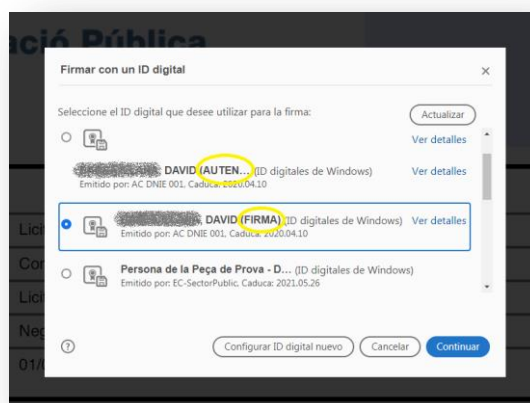 ació Pública
Firmar con un ID digital
Seleccione el ID digital que desee utilizar para la firma:
Actualizar
Ver detalles
DAVID (AUTEN... (ID digitales de Windows)
Ver detalles
Emitido por: AC DNIE 001, Caduca: 2020.04.10
DAVID (FIRMA) (ID digitales de Windows)
Ver detalles
Emitido por: AC DNIE 001, Caduca: 2020.04.10
Persona de la Peça de Prova - D... (ID digitales de Windows)
Emitido por: EC-SectorPublic, Caduca: 2021.05.26
Lici
Con
Lici
Neg
01/0
Configurar ID digital nuevo
Cancelar
Continuar